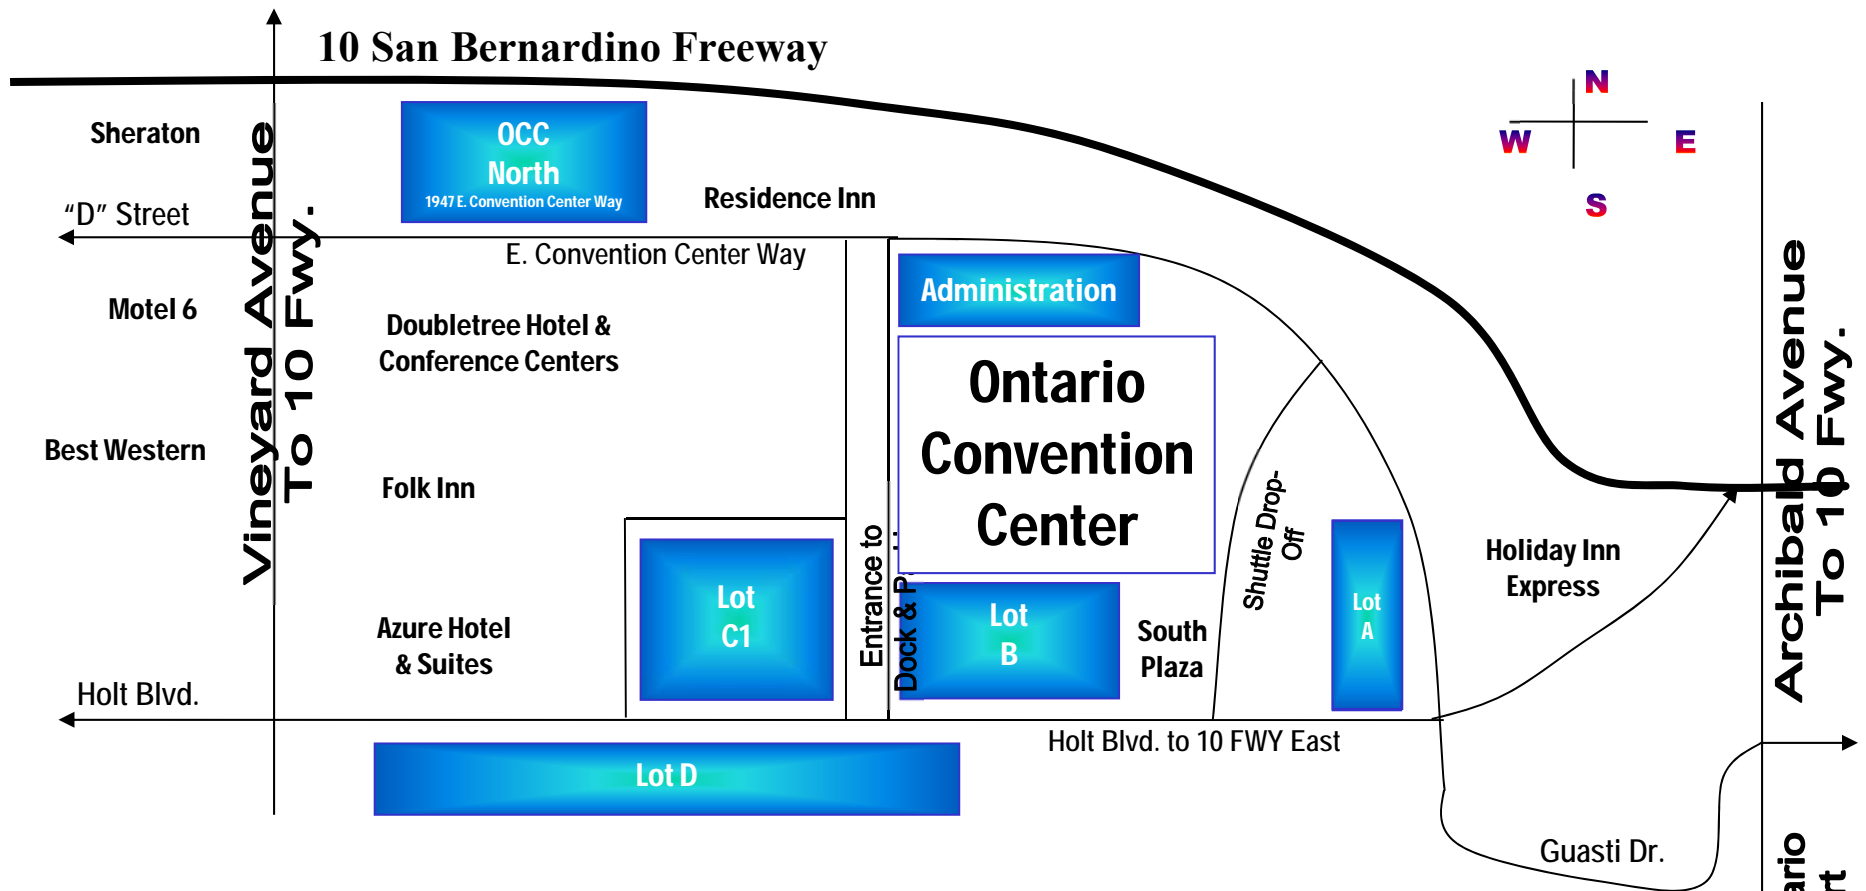 10 San Bernardino Freeway
N
W
E
S
Sheraton
OCC
North
1947 E. Convention Center Way
Residence Inn
“D” Street
E. Convention Center Way
Vineyard Avenue
To 10 Fwy.
Motel 6
Doubletree Hotel &
Conference Centers
Administration
Ontario
Convention
Center
Archibald Avenue
To 10 Fwy.
Best Western
Folk Inn
Shuttle Drop-
Off
Holiday Inn
Express
Lot
C1
Entrance to
Dock &
Lot
B
South
Plaza
Lot
A
Azure Hotel
& Suites
Holt Blvd.
Holt Blvd. to 10 FWY East
Lot D
Guasti Dr.